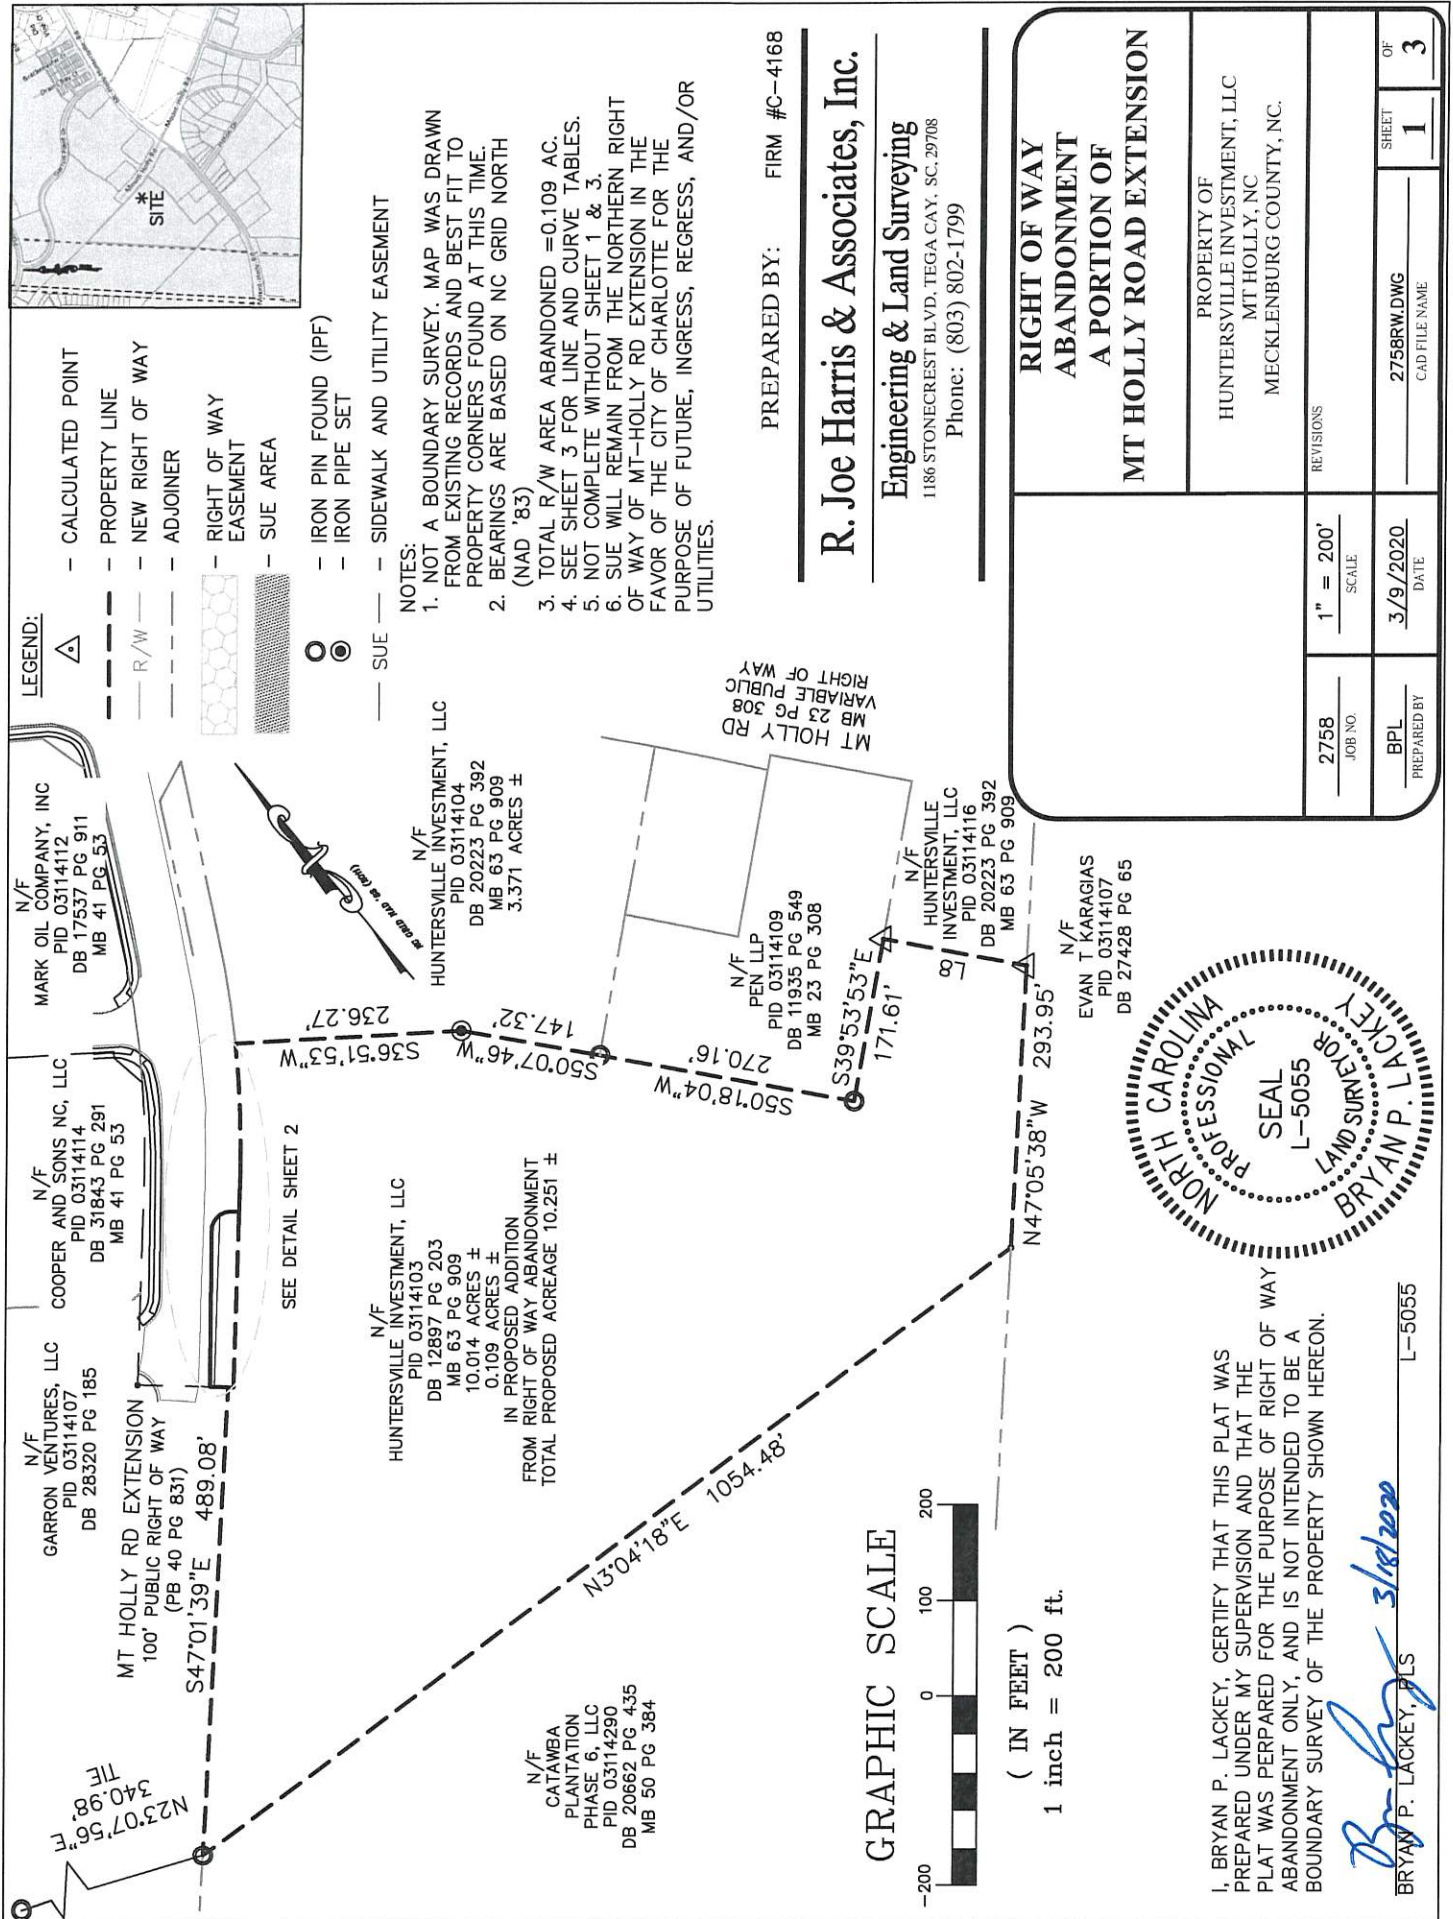 LEGEND:
- CALCULATED POINT
- PROPERTY LINE
R/W - NEW RIGHT OF WAY
- ADJOINER
- RIGHT OF WAY
EASEMENT
- SUE AREA
- IRON PIN FOUND (IPF)
- IRON PIPE SET
SUE - SIDEWALK AND UTILITY EASEMENT
NOTES:
1. NOT A BOUNDARY SURVEY. MAP WAS DRAWN
FROM EXISTING RECORDS AND BEST FIT TO
PROPERTY CORNERS FOUND AT THIS TIME.
2. BEARINGS ARE BASED ON NC GRID NORTH
(NAD '83)
3. TOTAL R/W AREA ABANDONED =0.109 AC.
4. SEE SHEET 3 FOR LINE AND CURVE TABLES.
5. NOT COMPLETE WITHOUT SHEET 1 & 3.
6. SUE WILL REMAIN FROM THE NORTHERN RIGHT
OF WAY OF MT-HOLLY RD EXTENSION IN THE
FAVOR OF THE CITY OF CHARLOTTE FOR THE
PURPOSE OF FUTURE, INGRESS, REGRESS, AND/OR
UTILITIES.
* SITE
PREPARED BY: FIRM #C-4168
R. Joe Harris & Associates, Inc.
Engineering & Land Surveying
1186 STONECREST BLVD, TEGA CAY, SC, 29708
Phone: (803) 802-1799
RIGHT OF WAY
ABANDONMENT
A PORTION OF
MT HOLLY ROAD EXTENSION
PROPERTY OF
HUNTERSVILLE INVESTMENT, LLC
MT HOLLY, NC
MECKLENBURG COUNTY, NC.
2758
JOB NO.
1" = 200'
SCALE
REVISIONS
BPL
PREPARED BY
3/9/2020
DATE
2758RW.DWG
CAD FILE NAME
SHEET
1
OF
3
N23°07'56"E
340.98'
TIE
N/F
GARRON VENTURES, LLC
PID 03114107
DB 28320 PG 185
N/F
COOPER AND SONS NC, LLC
PID 03114114
DB 31843 PG 291
MB 41 PG 53
N/F
MARK OIL COMPANY, INC
PID 03114112
DB 17537 PG 911
MB 41 PG 53
MT HOLLY RD EXTENSION
100' PUBLIC RIGHT OF WAY
(PB 40 PG 831)
S47°01'39"E 489.08'
SEE DETAIL SHEET 2
NC GRID NAD '83 (2011)
S36°51'53"W
236.27'
S50°07'46"W
147.32'
S50°18'04"W
270.16'
N/F
HUNTERSVILLE INVESTMENT, LLC
PID 03114104
DB 20223 PG 392
MB 63 PG 909
3.371 ACRES ±
N/F
HUNTERSVILLE INVESTMENT, LLC
PID 03114103
DB 12897 PG 203
MB 63 PG 909
10.014 ACRES ±
0.109 ACRES ±
IN PROPOSED ADDITION
FROM RIGHT OF WAY ABANDONMENT
TOTAL PROPOSED ACREAGE 10.251 ±
MT HOLLY RD
MB 23 PG 308
VARIABLE PUBLIC
RIGHT OF WAY
N/F
PEN LLP
PID 03114109
DB 11935 PG 549
MB 23 PG 308
S39°53'53"E
171.61'
L8
N/F
HUNTERSVILLE
INVESTMENT, LLC
PID 03114116
DB 20223 PG 392
MB 63 PG 909
N47°05'38"W 293.95'
N/F
EVAN T KARAGIAS
PID 03114107
DB 27428 PG 65
N3°04'18"E 1054.48'
N/F
CATAWBA
PLANTATION
PHASE 6, LLC
PID 03114290
DB 20662 PG 435
MB 50 PG 384
GRAPHIC SCALE
-200 0 100 200
( IN FEET )
1 inch = 200 ft.
NORTH CAROLINA
PROFESSIONAL
SEAL
L-5055
LAND SURVEYOR
BRYAN P. LACKEY
I, BRYAN P. LACKEY, CERTIFY THAT THIS PLAT WAS
PREPARED UNDER MY SUPERVISION AND THAT THE
PLAT WAS PERPARED FOR THE PURPOSE OF RIGHT OF WAY
ABANDONMENT ONLY, AND IS NOT INTENDED TO BE A
BOUNDARY SURVEY OF THE PROPERTY SHOWN HEREON.
3/18/2020
BRYAN P. LACKEY, PLS L-5055